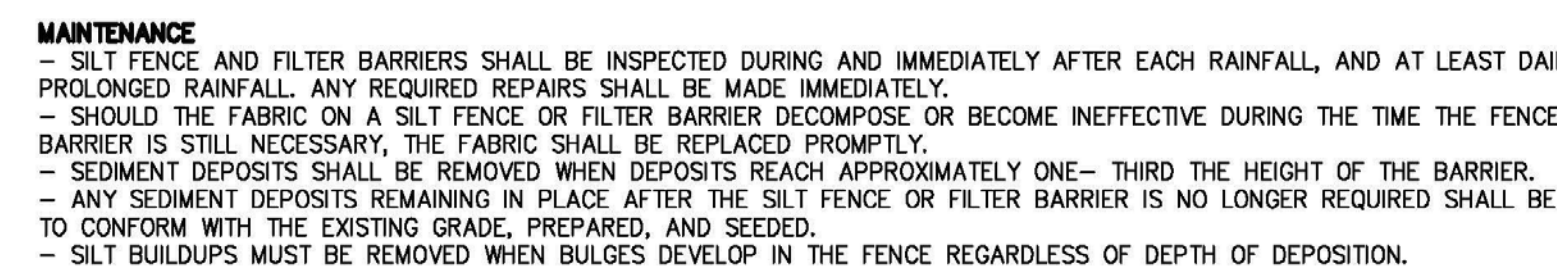 MAINTENANCE
– SILT FENCE AND FILTER BARRIERS SHALL BE INSPECTED DURING AND IMMEDIATELY AFTER EACH RAINFALL, AND AT LEAST DAI
PROLONGED RAINFALL. ANY REQUIRED REPAIRS SHALL BE MADE IMMEDIATELY.
– SHOULD THE FABRIC ON A SILT FENCE OR FILTER BARRIER DECOMPOSE OR BECOME INEFFECTIVE DURING THE TIME THE FENCE
BARRIER IS STILL NECESSARY, THE FABRIC SHALL BE REPLACED PROMPTLY.
– SEDIMENT DEPOSITS SHALL BE REMOVED WHEN DEPOSITS REACH APPROXIMATELY ONE– THIRD THE HEIGHT OF THE BARRIER.
– ANY SEDIMENT DEPOSITS REMAINING IN PLACE AFTER THE SILT FENCE OR FILTER BARRIER IS NO LONGER REQUIRED SHALL BE
TO CONFORM WITH THE EXISTING GRADE, PREPARED, AND SEEDED.
– SILT BUILDUPS MUST BE REMOVED WHEN BULGES DEVELOP IN THE FENCE REGARDLESS OF DEPTH OF DEPOSITION.